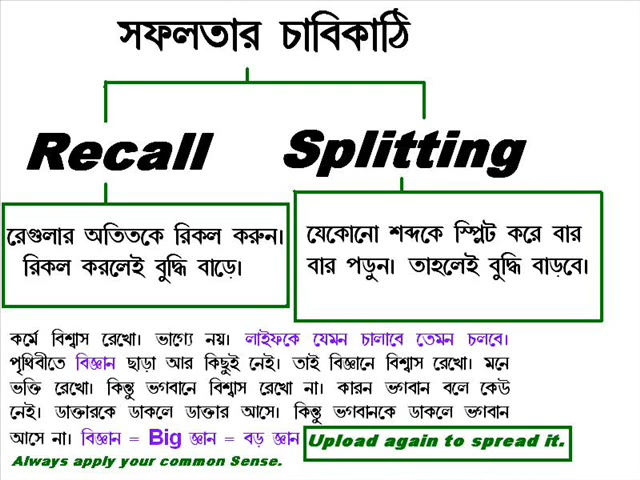 সফলতার চাবিকাঠি
Recall
Splitting
রেগুলার অতিতকে রিকল করুন।
রিকল করলেই বুদ্ধি বাড়ে।
যেকোনো শব্দকে স্প্লিট করে বার
বার পড়ুন। তাহলেই বুদ্ধি বাড়বে।
কর্মে বিশ্বাস রেখো। ভাগ্যে নয়। লাইফকে যেমন চালাবে তেমন চলবে।
পৃথিবীতে বিজ্ঞান ছাড়া আর কিছুই নেই। তাই বিজ্ঞানে বিশ্বাস রেখো। মনে
ভক্তি রেখো। কিন্তু ভগবানে বিশ্বাস রেখো না। কারন ভগবান বলে কেউ
নেই। ডাক্তারকে ডাকলে ডাক্তার আসে। কিন্তু ভগবানকে ডাকলে ভগবান
আসে না। বিজ্ঞান = Big জ্ঞান = বড় জ্ঞান Upload again to spread it.
Always apply your common Sense.